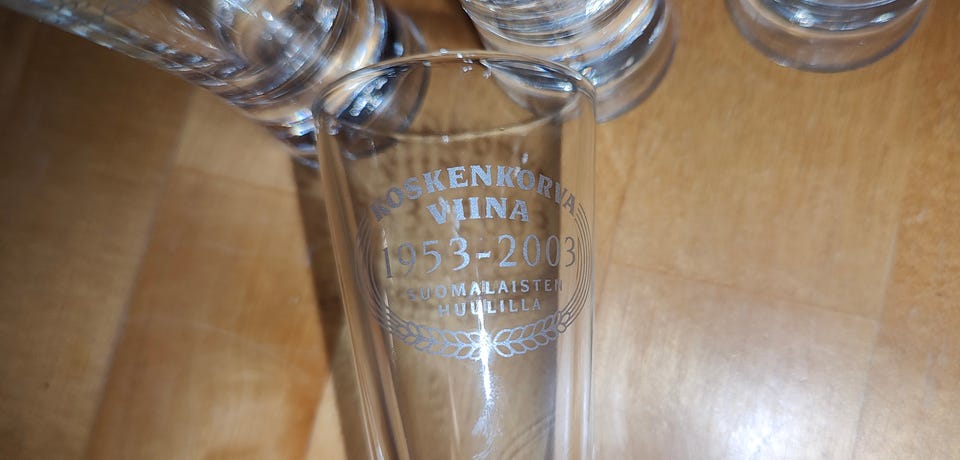 KOSKENKORVA
VIINA
1953-2003
SUOMALAISTEN
HUULILLA